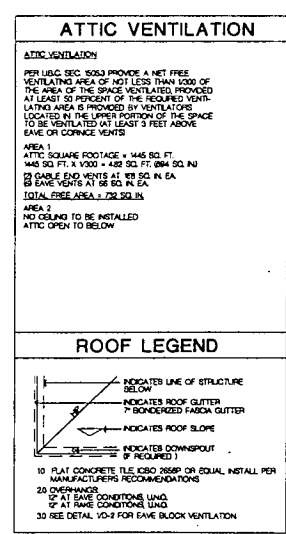 ATTIC VENTILATION
ATTIC VENTILATION
PER U.B.C. SEC. 1505.3 PROVIDE A NET FREE
VENTILATING AREA OF NOT LESS THAN 1/300 OF
THE AREA OF THE SPACE VENTILATED, PROVIDED
AT LEAST 50 PERCENT OF THE REQUIRED VENTI-
LATING AREA IS PROVIDED BY VENTILATORS
LOCATED IN THE UPPER PORTION OF THE SPACE
TO BE VENTILATED (AT LEAST 3 FEET ABOVE
EAVE OR CORNICE VENTS)
AREA 1
ATTIC SQUARE FOOTAGE = 1445 SQ. FT.
1445 SQ. FT. X 1/300 = 4.82 SQ. FT. (694 SQ. IN.)
GABLE END VENTS AT SQ. IN. EA.
EAVE VENTS AT 56 SQ. IN. EA.
TOTAL FREE AREA = 732 SQ. IN.
AREA 2
NO CEILING TO BE INSTALLED
ATTIC OPEN TO BELOW
ROOF LEGEND
INDICATES LINE OF STRUCTURE
BELOW
INDICATES ROOF GUTTER
7" BONDERIZED FASCIA GUTTER
INDICATES ROOF SLOPE
INDICATES DOWNSPOUT
(IF REQUIRED)
1.0 FLAT CONCRETE TILE, ICBO 2656P OR EQUAL INSTALL PER
MANUFACTURERS RECOMMENDATIONS
2.0 OVERHANGS:
12" AT EAVE CONDITIONS, U.N.O.
12" AT RAKE CONDITIONS, U.N.O.
3.0 SEE DETAIL VO-2 FOR EAVE BLOCK VENTILATION